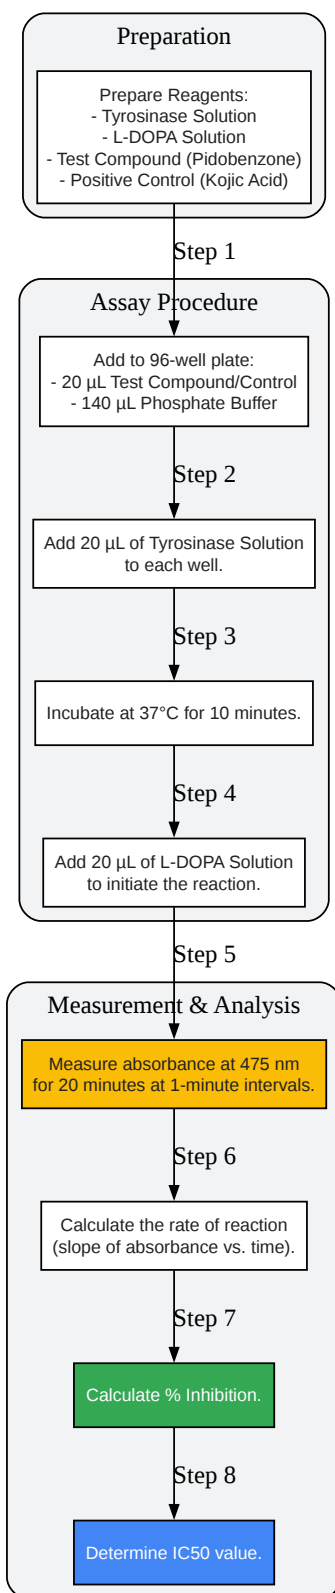 Preparation
Prepare Reagents:
- Tyrosinase Solution
- L-DOPA Solution
- Test Compound (Pidobenzone)
- Positive Control (Kojic Acid)
Step 1
Assay Procedure
Add to 96-well plate:
- 20 µL Test Compound/Control
- 140 µL Phosphate Buffer
Step 2
Add 20 µL of Tyrosinase Solution
to each well.
Step 3
Incubate at 37°C for 10 minutes.
Step 4
Add 20 µL of L-DOPA Solution
to initiate the reaction.
Step 5
Measurement & Analysis
Measure absorbance at 475 nm
for 20 minutes at 1-minute intervals.
Step 6
Calculate the rate of reaction
(slope of absorbance vs. time).
Step 7
Calculate % Inhibition.
Step 8
Determine IC50 value.